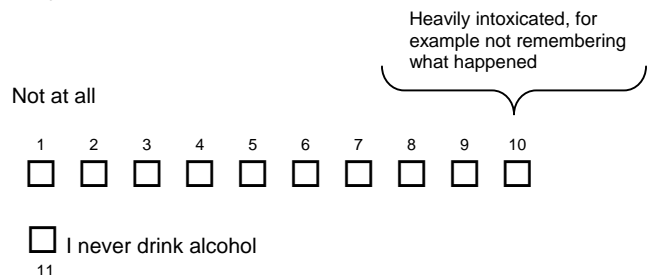 Heavily intoxicated, for
example not remembering
what happened
Not at all
1 2 3 4 5 6 7 8 9 10
I never drink alcohol
11